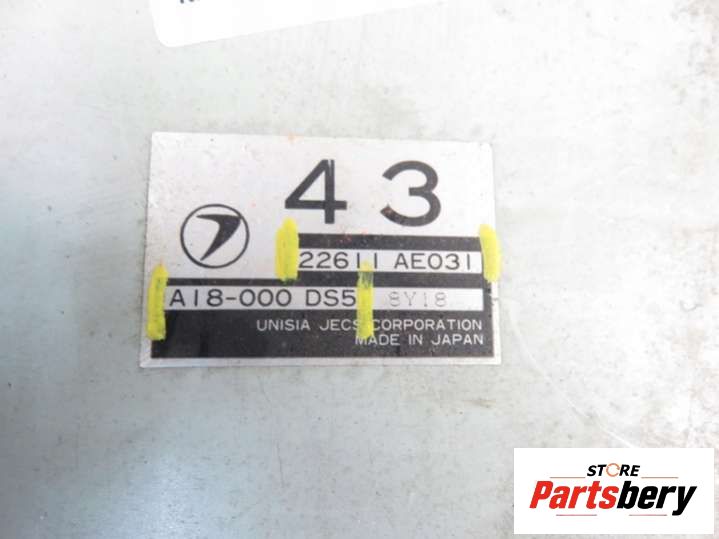 43
22611 AE031
A18-000 DS5 8Y18
UNISIA JECS CORPORATION
MADE IN JAPAN
STORE
Partsbery